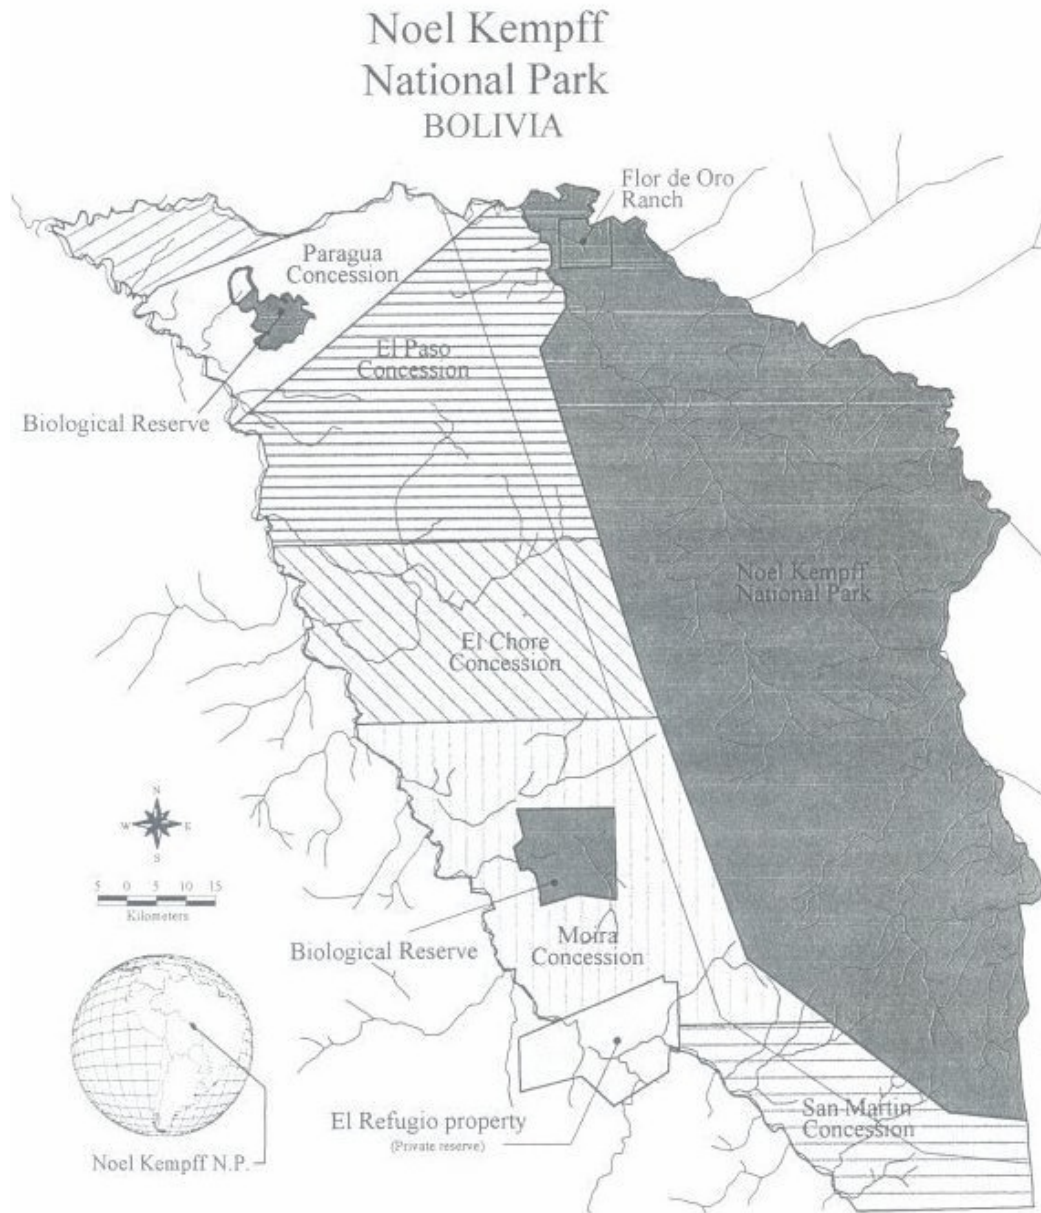 Noel Kempff
National Park
BOLIVIA
Flor de Oro
Ranch
Paragua
Concession
El Paso
Concession
Biological Reserve
Noel Kempff
National Park
El Chore
Concession
N
W
E
S
5 0 5 10 15
Kilometers
Biological Reserve
Moira
Concession
El Refugio property
(Private reserve)
San Martin
Concession
Noel Kempff N.P.